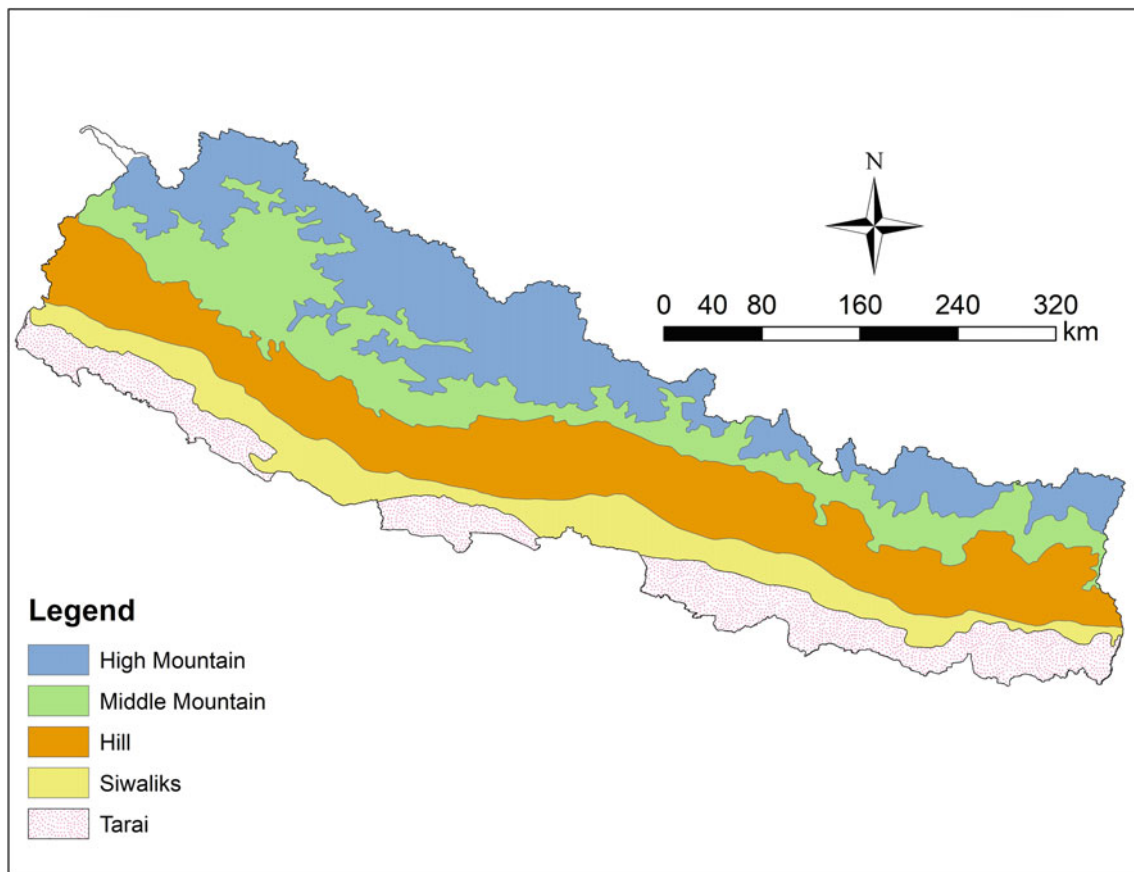 N
0 40 80 160 240 320
km
Legend
High Mountain
Middle Mountain
Hill
Siwaliks
Tarai